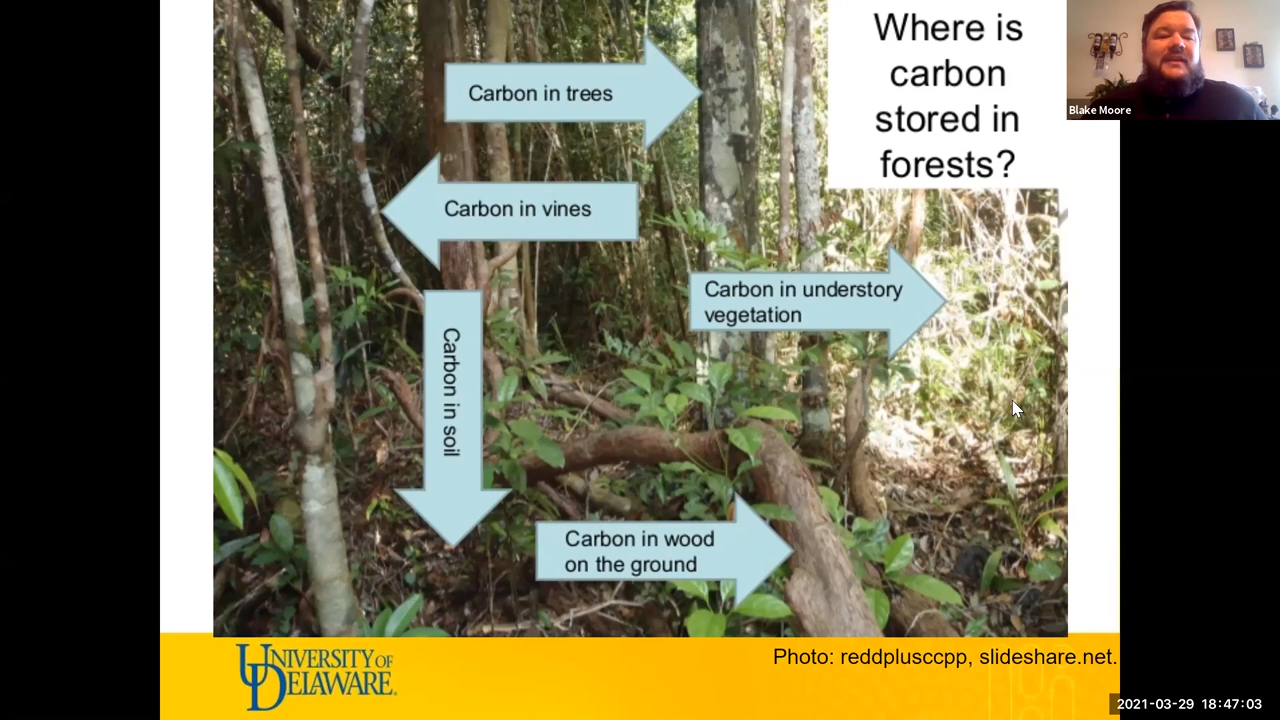 Where is
carbon
stored in
forests?
Blake Moore
Carbon in trees
Carbon in vines
Carbon in understory
vegetation
Carbon in soil
Carbon in wood
on the ground
UNIVERSITY OF
DELAWARE.
Photo: reddplusccpp, slideshare.net.
2021-03-29 18:47:03